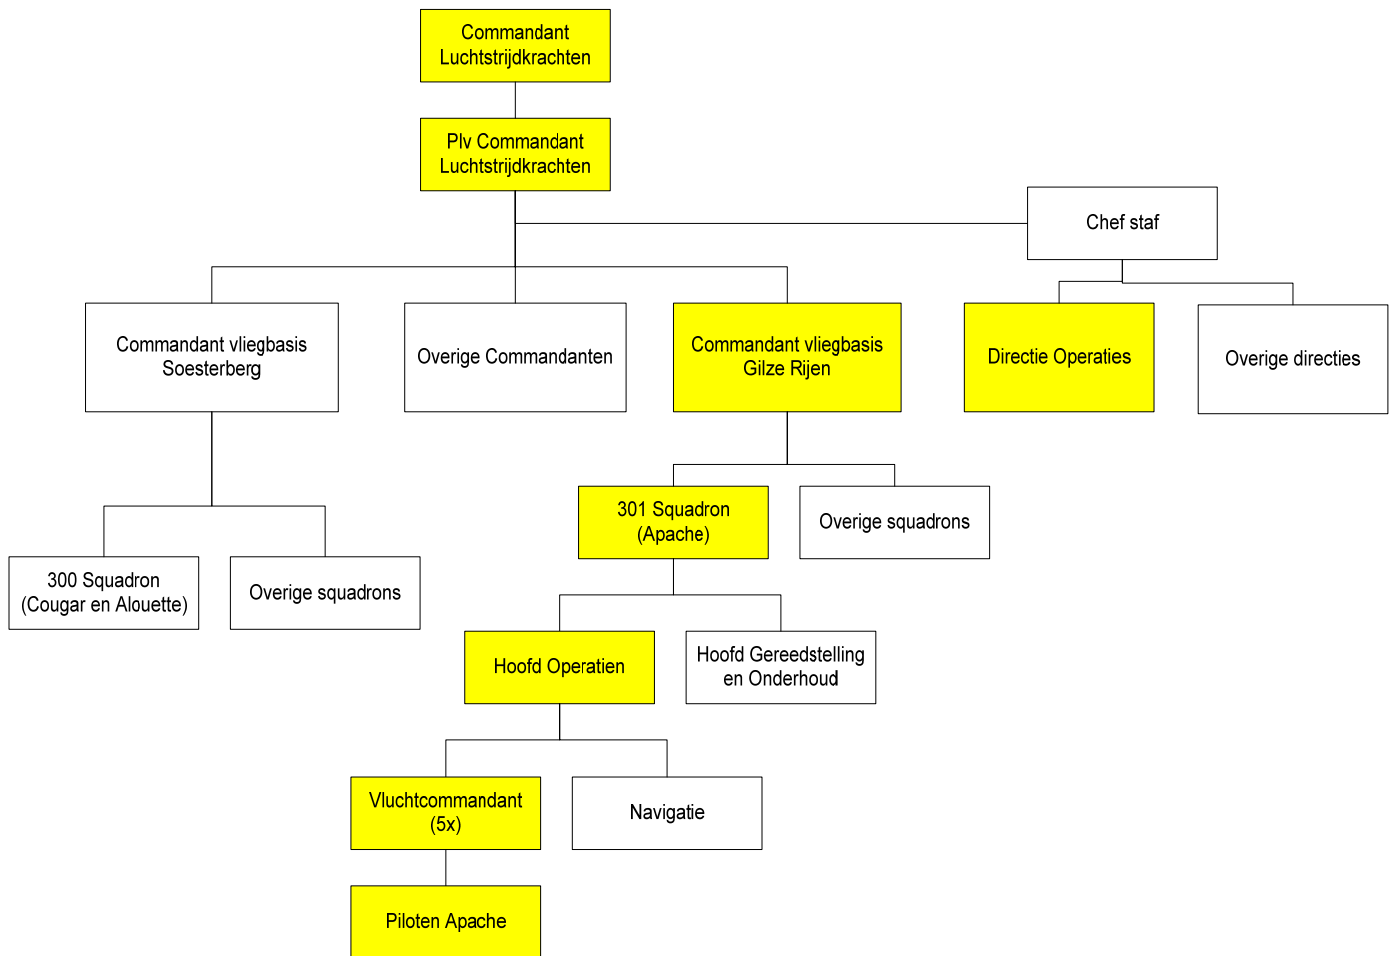 Commandant
Luchtstrijdkrachten
Plv Commandant
Luchtstrijdkrachten
Chef staf
Commandant vliegbasis
Soesterberg
Overige Commandanten
Commandant vliegbasis
Gilze Rijen
Directie Operaties
Overige directies
301 Squadron
(Apache)
Overige squadrons
300 Squadron
(Cougar en Alouette)
Overige squadrons
Hoofd Operatien
Hoofd Gereedstelling
en Onderhoud
Vluchtcommandant
(5x)
Navigatie
Piloten Apache